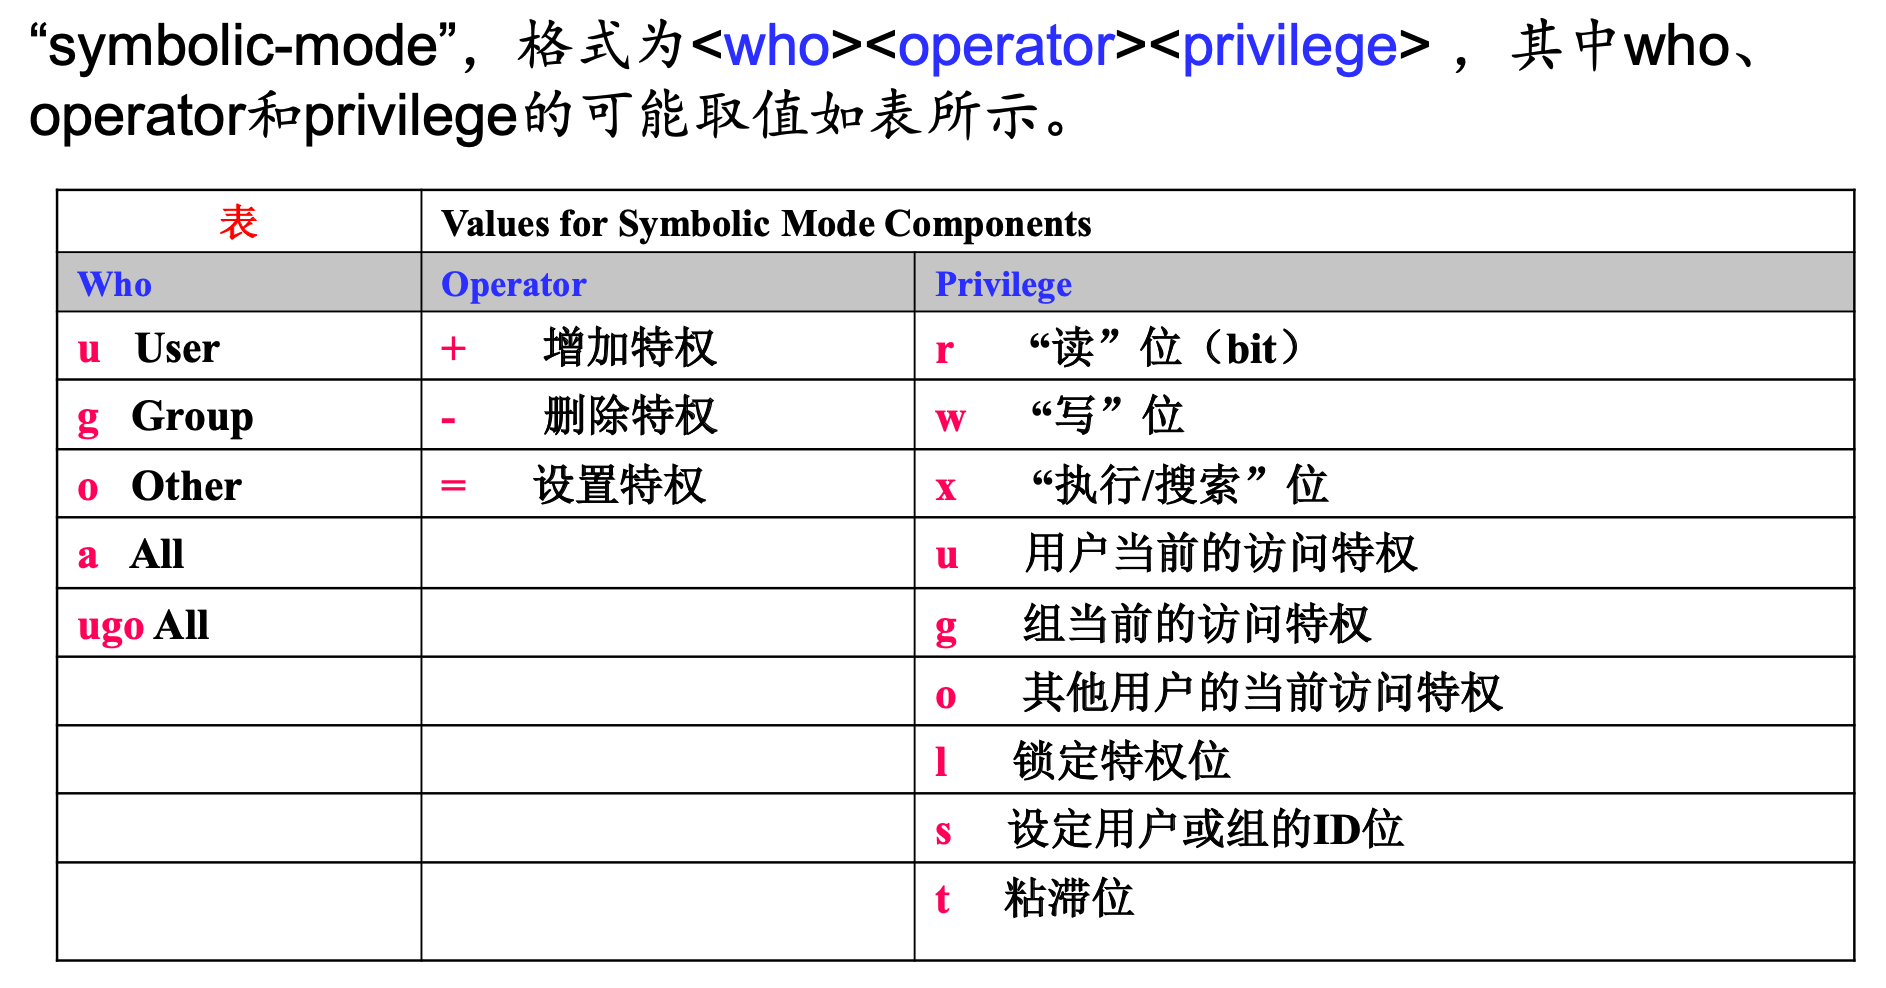 “symbolic-mode”，格式为<who><operator><privilege>，其中who、
operator和privilege的可能取值如表所示。
表 Values for Symbolic Mode Components
Who Operator Privilege
u User + 增加特权 r “读”位（bit）
g Group - 删除特权 w “写”位
o Other = 设置特权 x “执行/搜索”位
a All u 用户当前的访问特权
ugo All g 组当前的访问特权
o 其他用户的当前访问特权
l 锁定特权位
s 设定用户或组的ID位
t 粘滞位